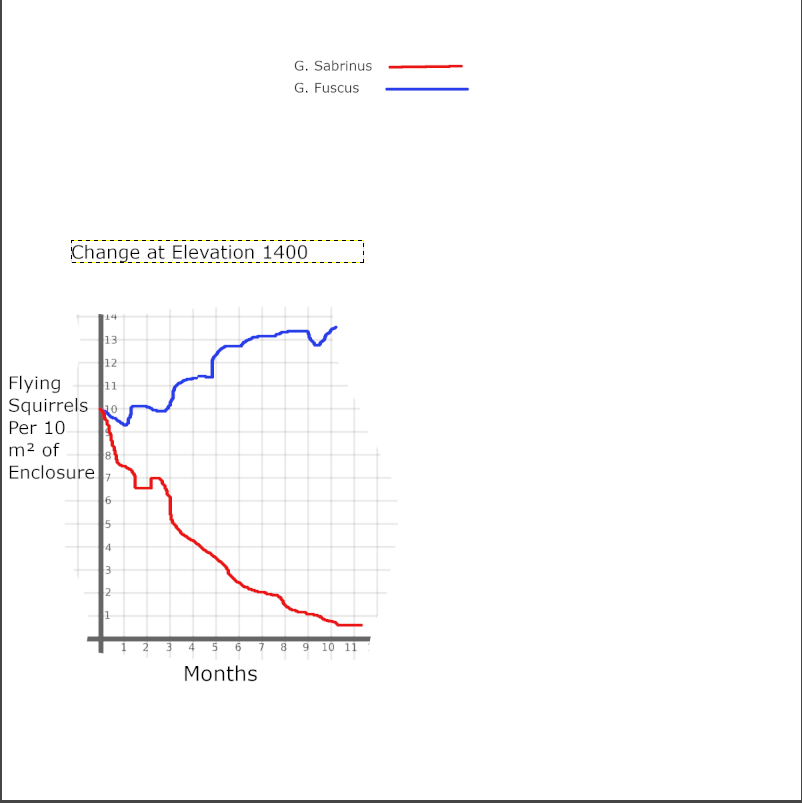 G. Sabrinus
G. Fuscus
Change at Elevation 1400
14
13
12
11
10
9
8
7
6
5
4
3
2
1
Flying
Squirrels
Per 10
m² of
Enclosure
1 2 3 4 5 6 7 8 9 10 11
Months